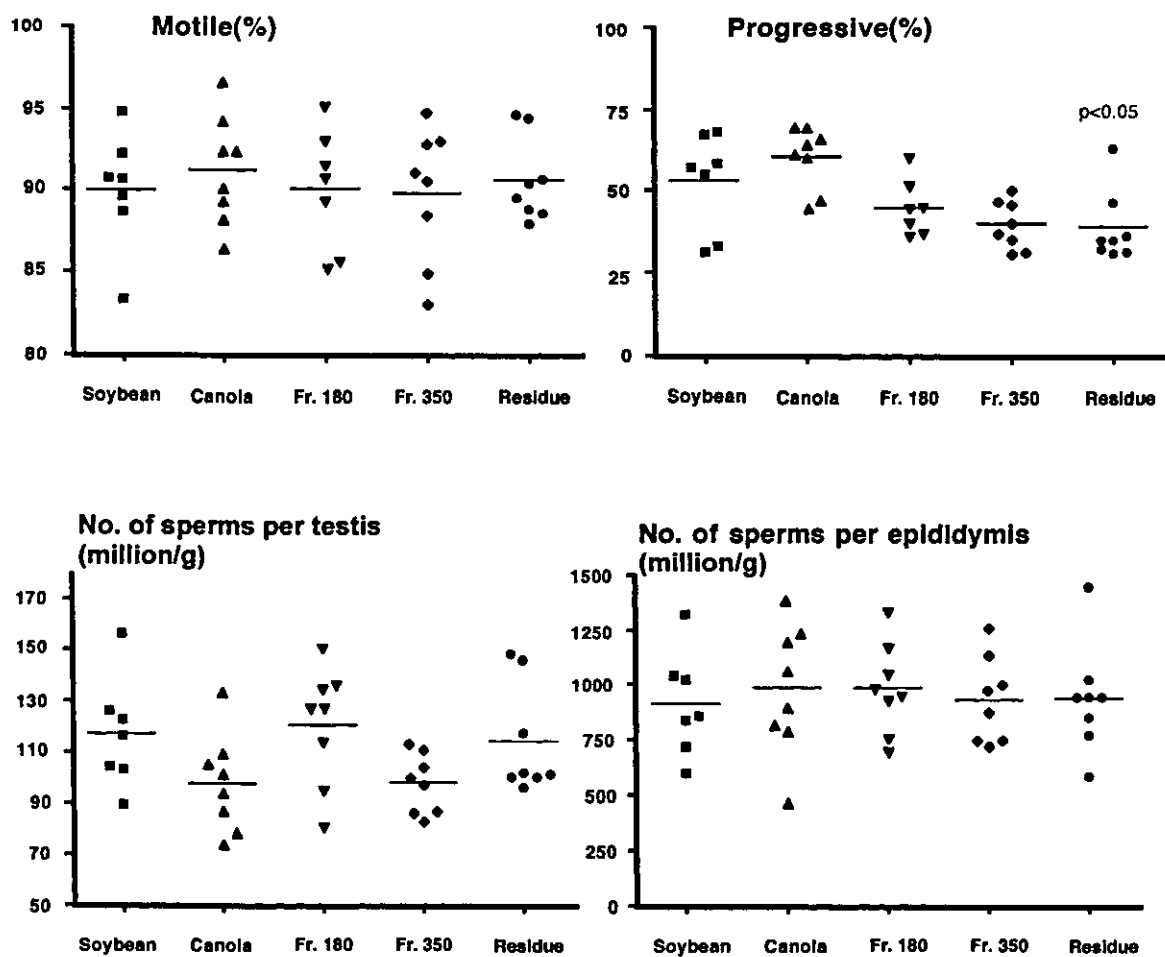 Motile(%)
100
95
90
85
80
Soybean Canola Fr. 180 Fr. 350 Residue
Progressive(%)
100
75
50
25
0
p<0.05
Soybean Canola Fr. 180 Fr. 350 Residue
No. of sperms per testis
(million/g)
170
150
130
110
90
70
50
Soybean Canola Fr. 180 Fr. 350 Residue
No. of sperms per epididymis
(million/g)
1500
1250
1000
750
500
250
0
Soybean Canola Fr. 180 Fr. 350 Residue